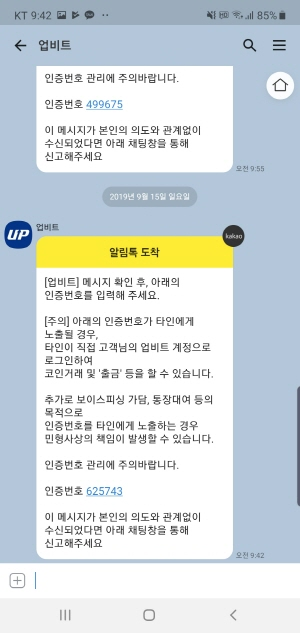 KT 9:42
85%
업비트
인증번호 관리에 주의바랍니다.
인증번호 499675
이 메시지가 본인의 의도와 관계없이
수신되었다면 아래 채팅창을 통해
신고해주세요
오전 9:55
2019년 9월 15일 일요일
UP
업비트
kakao
알림톡 도착
[업비트] 메시지 확인 후, 아래의
인증번호를 입력해 주세요.
[주의] 아래의 인증번호가 타인에게
노출될 경우,
타인이 직접 고객님의 업비트 계정으로
로그인하여
코인거래 및 '출금' 등을 할 수 있습니다.
추가로 보이스피싱 가담, 통장대여 등의
목적으로
인증번호를 타인에게 노출하는 경우
민형사상의 책임이 발생할 수 있습니다.
인증번호 관리에 주의바랍니다.
인증번호 625743
이 메시지가 본인의 의도와 관계없이
수신되었다면 아래 채팅창을 통해
신고해주세요
오전 9:42